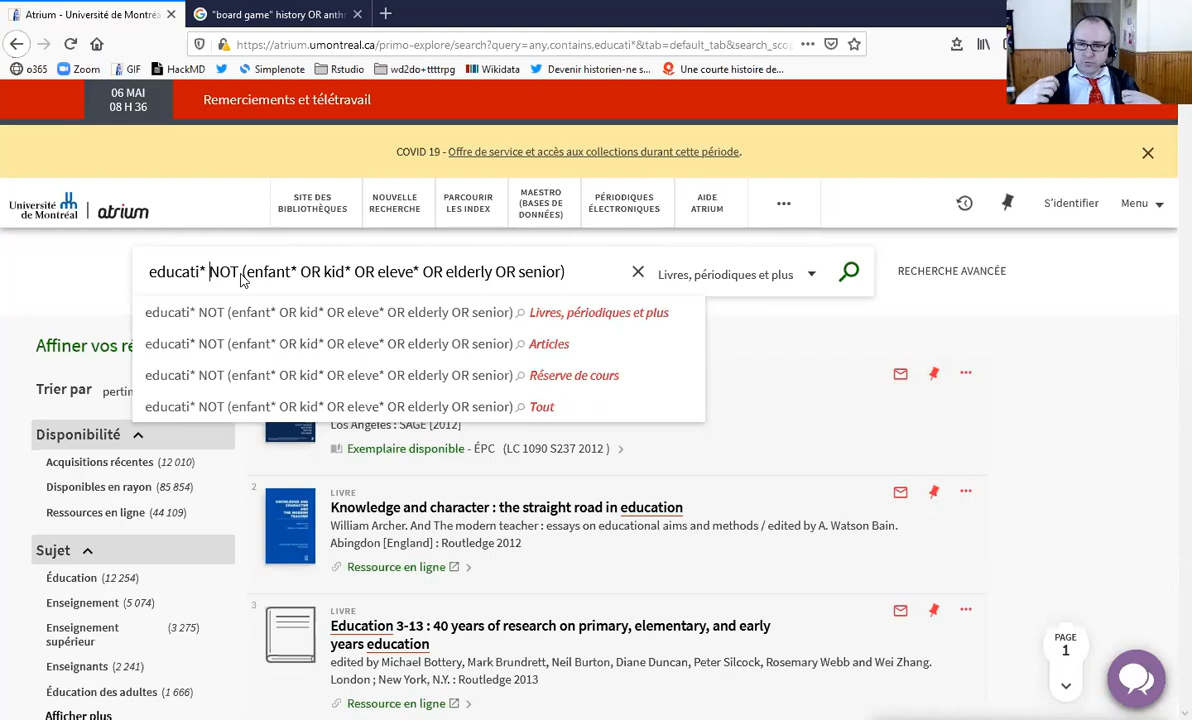 Atrium - Université de Montréa
"board game" history OR anthr
https://atrium.umontreal.ca/primo-explore/search?query=any,contains,educati*&tab=default_tab&search_sco
o365
Zoom
GIF
HackMD
Simplenote
Rstudio
wd2do+ttttrpg
Wikidata
Devenir historien-ne s...
Une courte histoire de...
06 MAI
08 H 36
Remerciements et télétravail
COVID 19 - Offre de service et accès aux collections durant cette période.
Université de Montréal
atrium
SITE DES BIBLIOTHÈQUES
NOUVELLE RECHERCHE
PARCOURIR LES INDEX
MAESTRO (BASES DE DONNÉES)
PÉRIODIQUES ÉLECTRONIQUES
AIDE ATRIUM
S'identifier
Menu
educati* NOT (enfant* OR kid* OR eleve* OR elderly OR senior)
Livres, périodiques et plus
RECHERCHE AVANCÉE
educati* NOT (enfant* OR kid* OR eleve* OR elderly OR senior) Livres, périodiques et plus
educati* NOT (enfant* OR kid* OR eleve* OR elderly OR senior) Articles
educati* NOT (enfant* OR kid* OR eleve* OR elderly OR senior) Réserve de cours
educati* NOT (enfant* OR kid* OR eleve* OR elderly OR senior) Tout
Affiner vos ré
Trier par pertin
Disponibilité
Acquisitions récentes (12 010)
Disponibles en rayon (85 854)
Ressources en ligne (44 109)
Sujet
Éducation (12 254)
Enseignement (5 074)
Enseignement supérieur (3 275)
Enseignants (2 241)
Éducation des adultes (1 666)
Afficher plus
Los Angeles : SAGE [2012]
Exemplaire disponible - ÉPC (LC 1090 S237 2012 )
2
LIVRE
Knowledge and character : the straight road in education
William Archer. And The modern teacher : essays on educational aims and methods / edited by A. Watson Bain.
Abingdon [England] : Routledge 2012
Ressource en ligne
3
LIVRE
Education 3-13 : 40 years of research on primary, elementary, and early
years education
edited by Michael Bottery, Mark Brundrett, Neil Burton, Diane Duncan, Peter Silcock, Rosemary Webb and Wei Zhang.
London ; New York, N.Y. : Routledge 2013
Ressource en ligne
PAGE
1